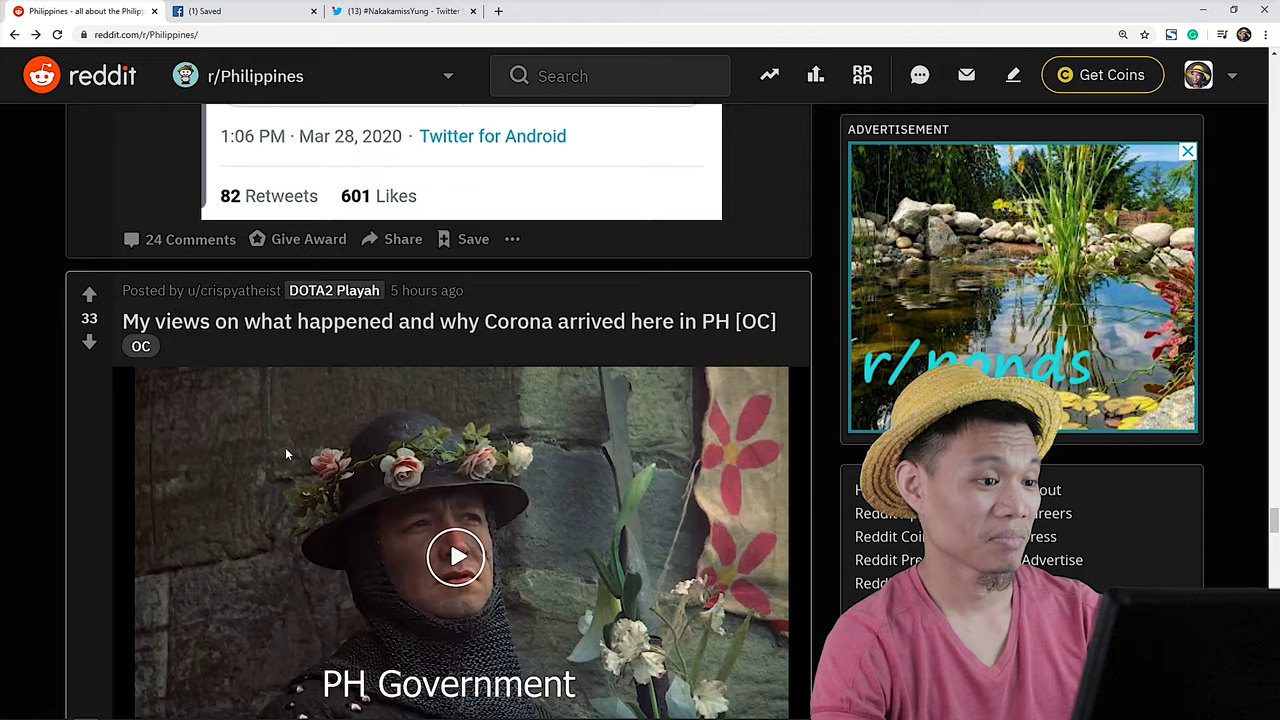 Philippines - all about the Philipp
(1) Saved
(13) #NakakamissYung - Twitter S
reddit.com/r/Philippines/
reddit
r/Philippines
Search
Get Coins
1:06 PM · Mar 28, 2020 · Twitter for Android
82 Retweets 601 Likes
24 Comments Give Award Share Save
ADVERTISEMENT
r/ponds
Posted by u/crispyatheist DOTA2 Playah 5 hours ago
33
My views on what happened and why Corona arrived here in PH [OC]
OC
PH Government
Reddit Coi
Reddit Pre
Advertise